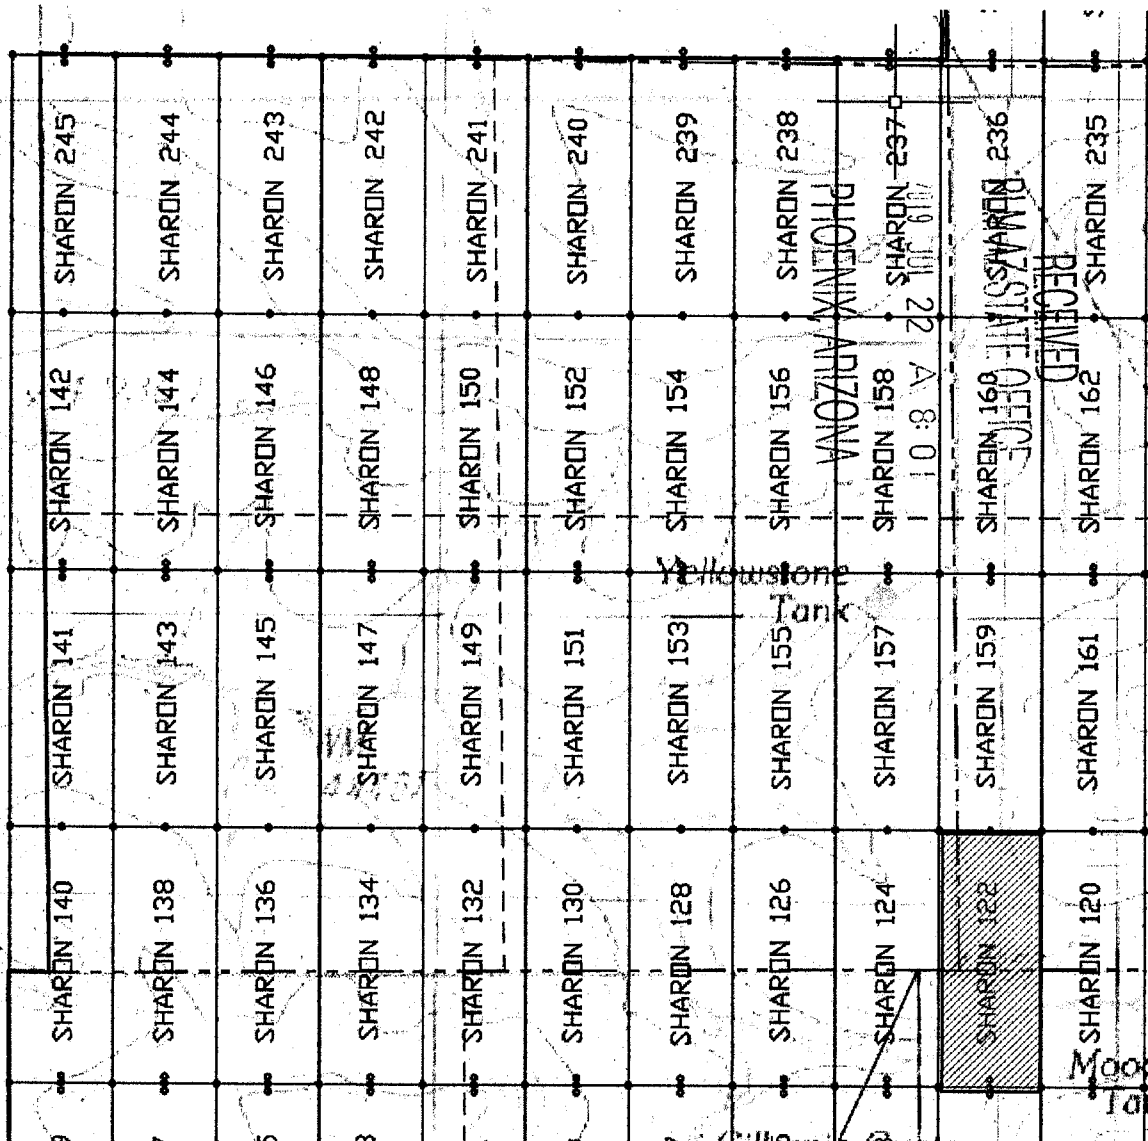 SHARON 245
SHARON 244
SHARON 243
SHARON 242
SHARON 241
SHARON 240
SHARON 239
SHARON 238
SHARON 237
SHARON 236
SHARON 235
RECEIVED
BLM AZ STATE OFFICE
2019 JUL 22 A 8:01
PHOENIX, ARIZONA
SHARON 142
SHARON 144
SHARON 146
SHARON 148
SHARON 150
SHARON 152
SHARON 154
SHARON 156
SHARON 158
SHARON 160
SHARON 162
Yellowstone
Tank
SHARON 141
SHARON 143
SHARON 145
SHARON 147
SHARON 149
SHARON 151
SHARON 153
SHARON 155
SHARON 157
SHARON 159
SHARON 161
SHARON 140
SHARON 138
SHARON 136
SHARON 134
SHARON 132
SHARON 130
SHARON 128
SHARON 126
SHARON 124
SHARON 122
SHARON 120